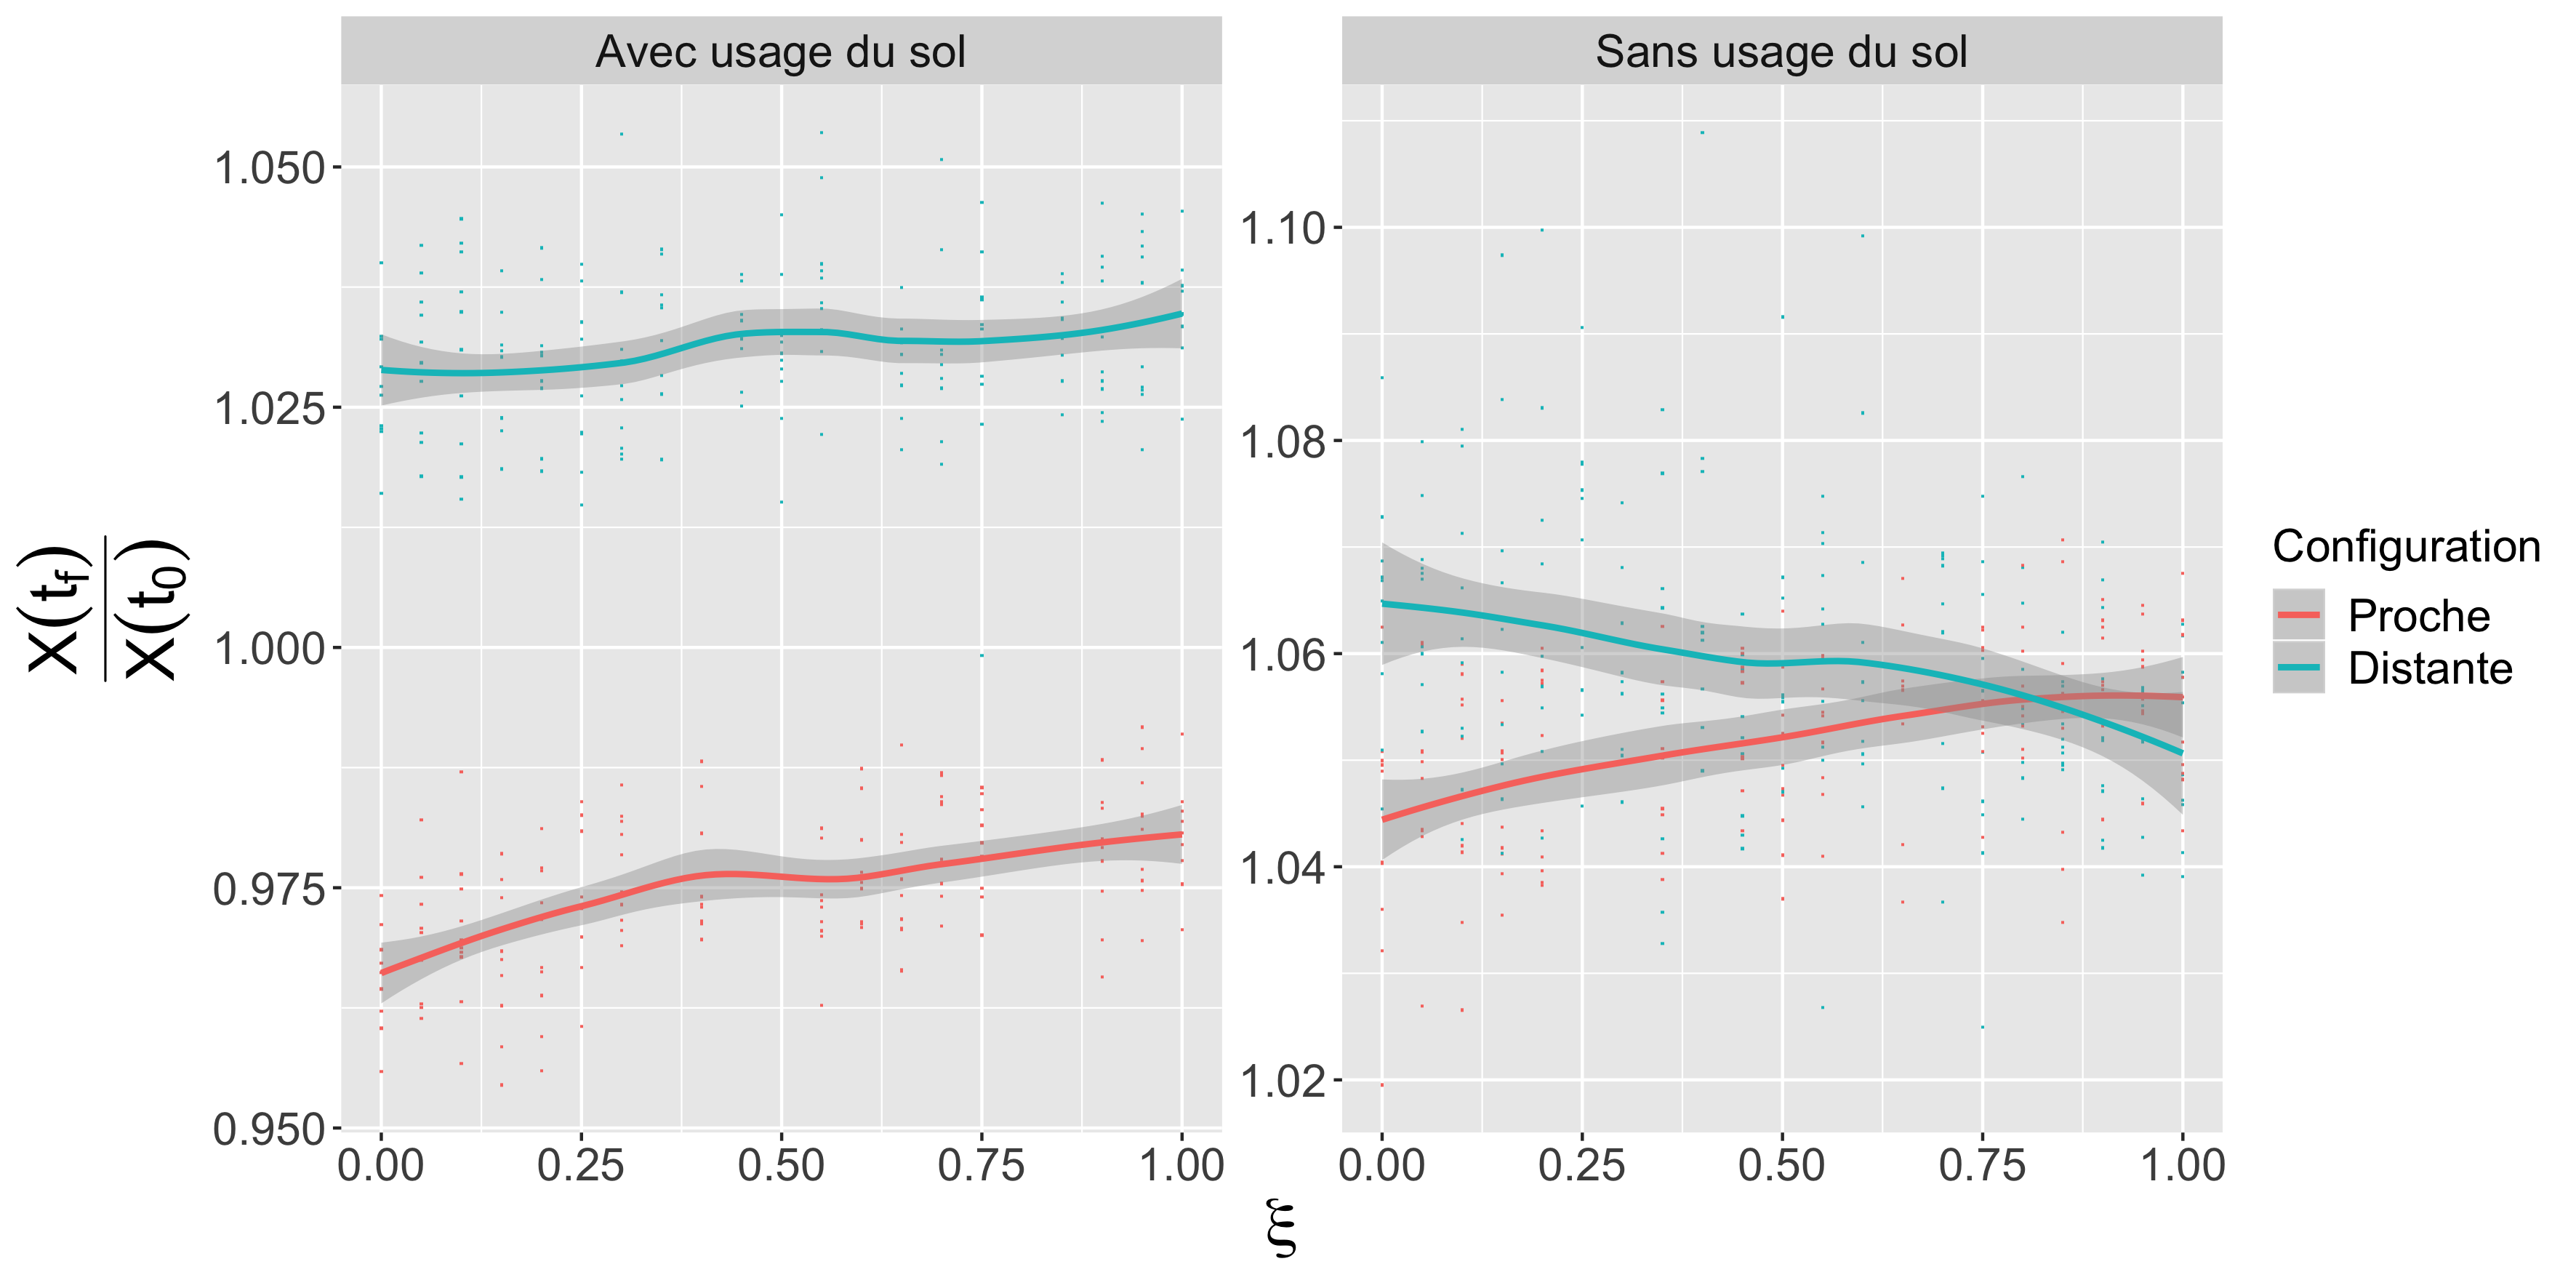 Avec usage du sol
Sans usage du sol
X(tf)
X(t0)
1.050
1.025
1.000
0.975
0.950
1.10
1.08
1.06
1.04
1.02
0.00 0.25 0.50 0.75 1.00
0.00 0.25 0.50 0.75 1.00
ξ
Configuration
Proche
Distante